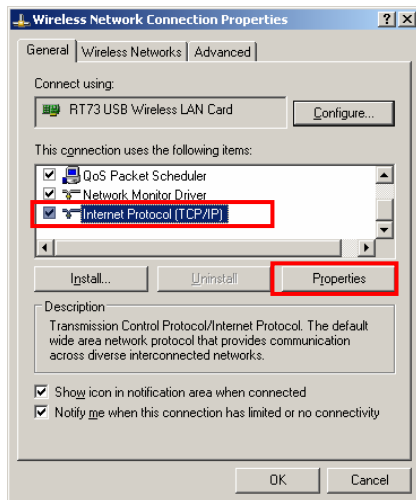 Wireless Network Connection Properties
General Wireless Networks Advanced
Connect using:
RT73 USB Wireless LAN Card Configure...
This connection uses the following items:
QoS Packet Scheduler
Network Monitor Driver
Internet Protocol (TCP/IP)
Install... Uninstall Properties
Description
Transmission Control Protocol/Internet Protocol. The default
wide area network protocol that provides communication
across diverse interconnected networks.
Show icon in notification area when connected
Notify me when this connection has limited or no connectivity
OK Cancel